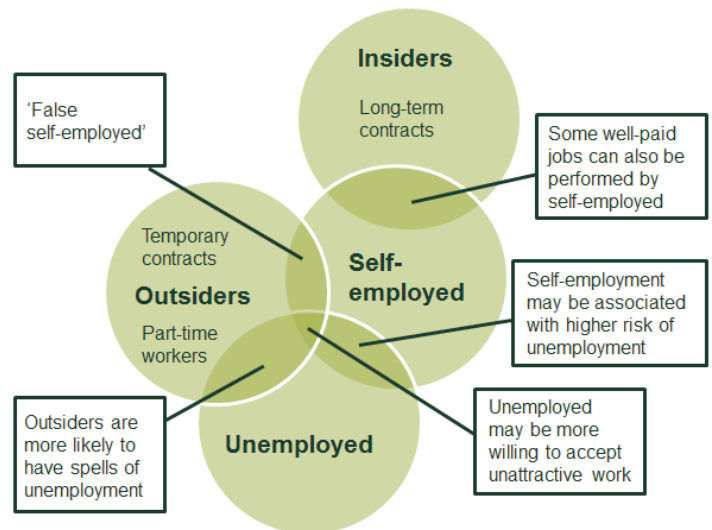 Insiders
Long-term
contracts
‘False
self-employed’
Some well-paid
jobs can also be
performed by
self-employed
Temporary
contracts
Outsiders
Part-time
workers
Self-
employed
Self-employment
may be associated
with higher risk of
unemployment
Outsiders are
more likely to
have spells of
unemployment
Unemployed
Unemployed
may be more
willing to accept
unattractive work